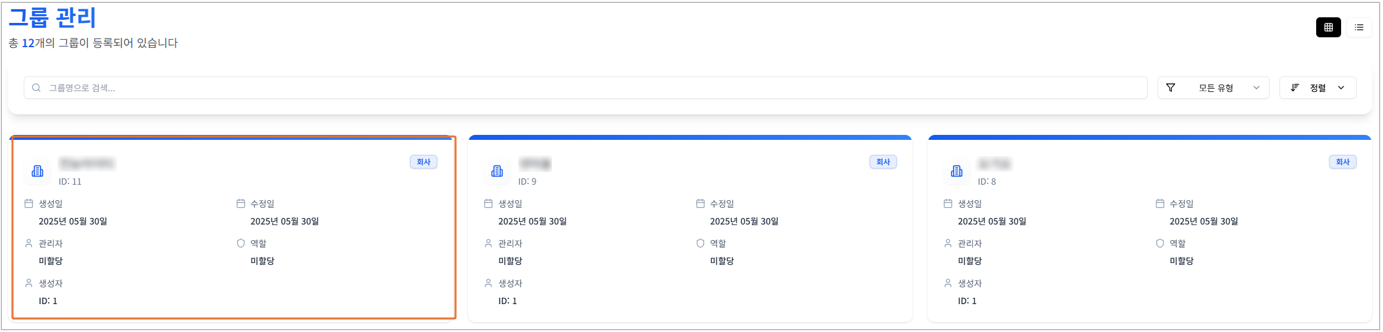 그룹 관리
총 12개의 그룹이 등록되어 있습니다
그룹명으로 검색...
모든 유형
정렬
회사
ID: 11
생성일
수정일
2025년 05월 30일
2025년 05월 30일
관리자
역할
미할당
미할당
생성자
ID: 1
회사
ID: 9
생성일
수정일
2025년 05월 30일
2025년 05월 30일
관리자
역할
미할당
미할당
생성자
ID: 1
회사
ID: 8
생성일
수정일
2025년 05월 30일
2025년 05월 30일
관리자
역할
미할당
미할당
생성자
ID: 1